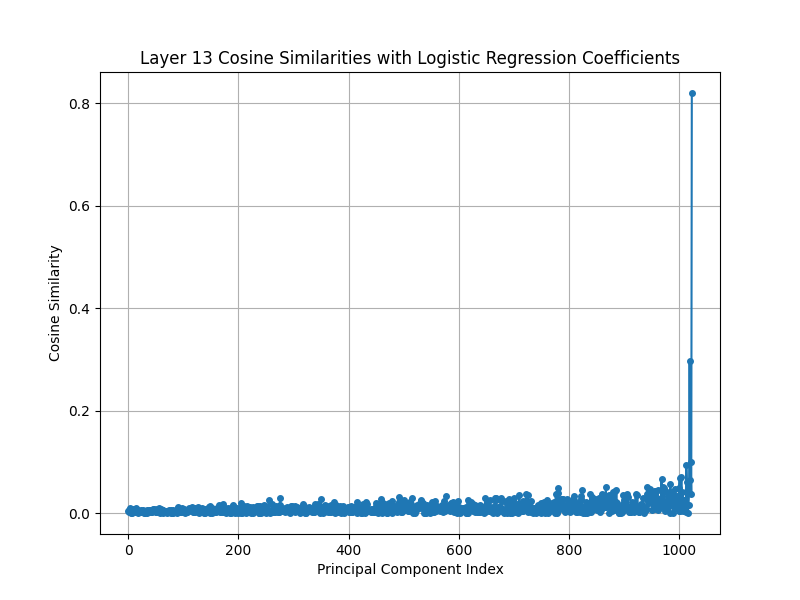 Layer 13 Cosine Similarities with Logistic Regression Coefficients
Cosine Similarity
0.8
0.6
0.4
0.2
0.0
0 200 400 600 800 1000
Principal Component Index